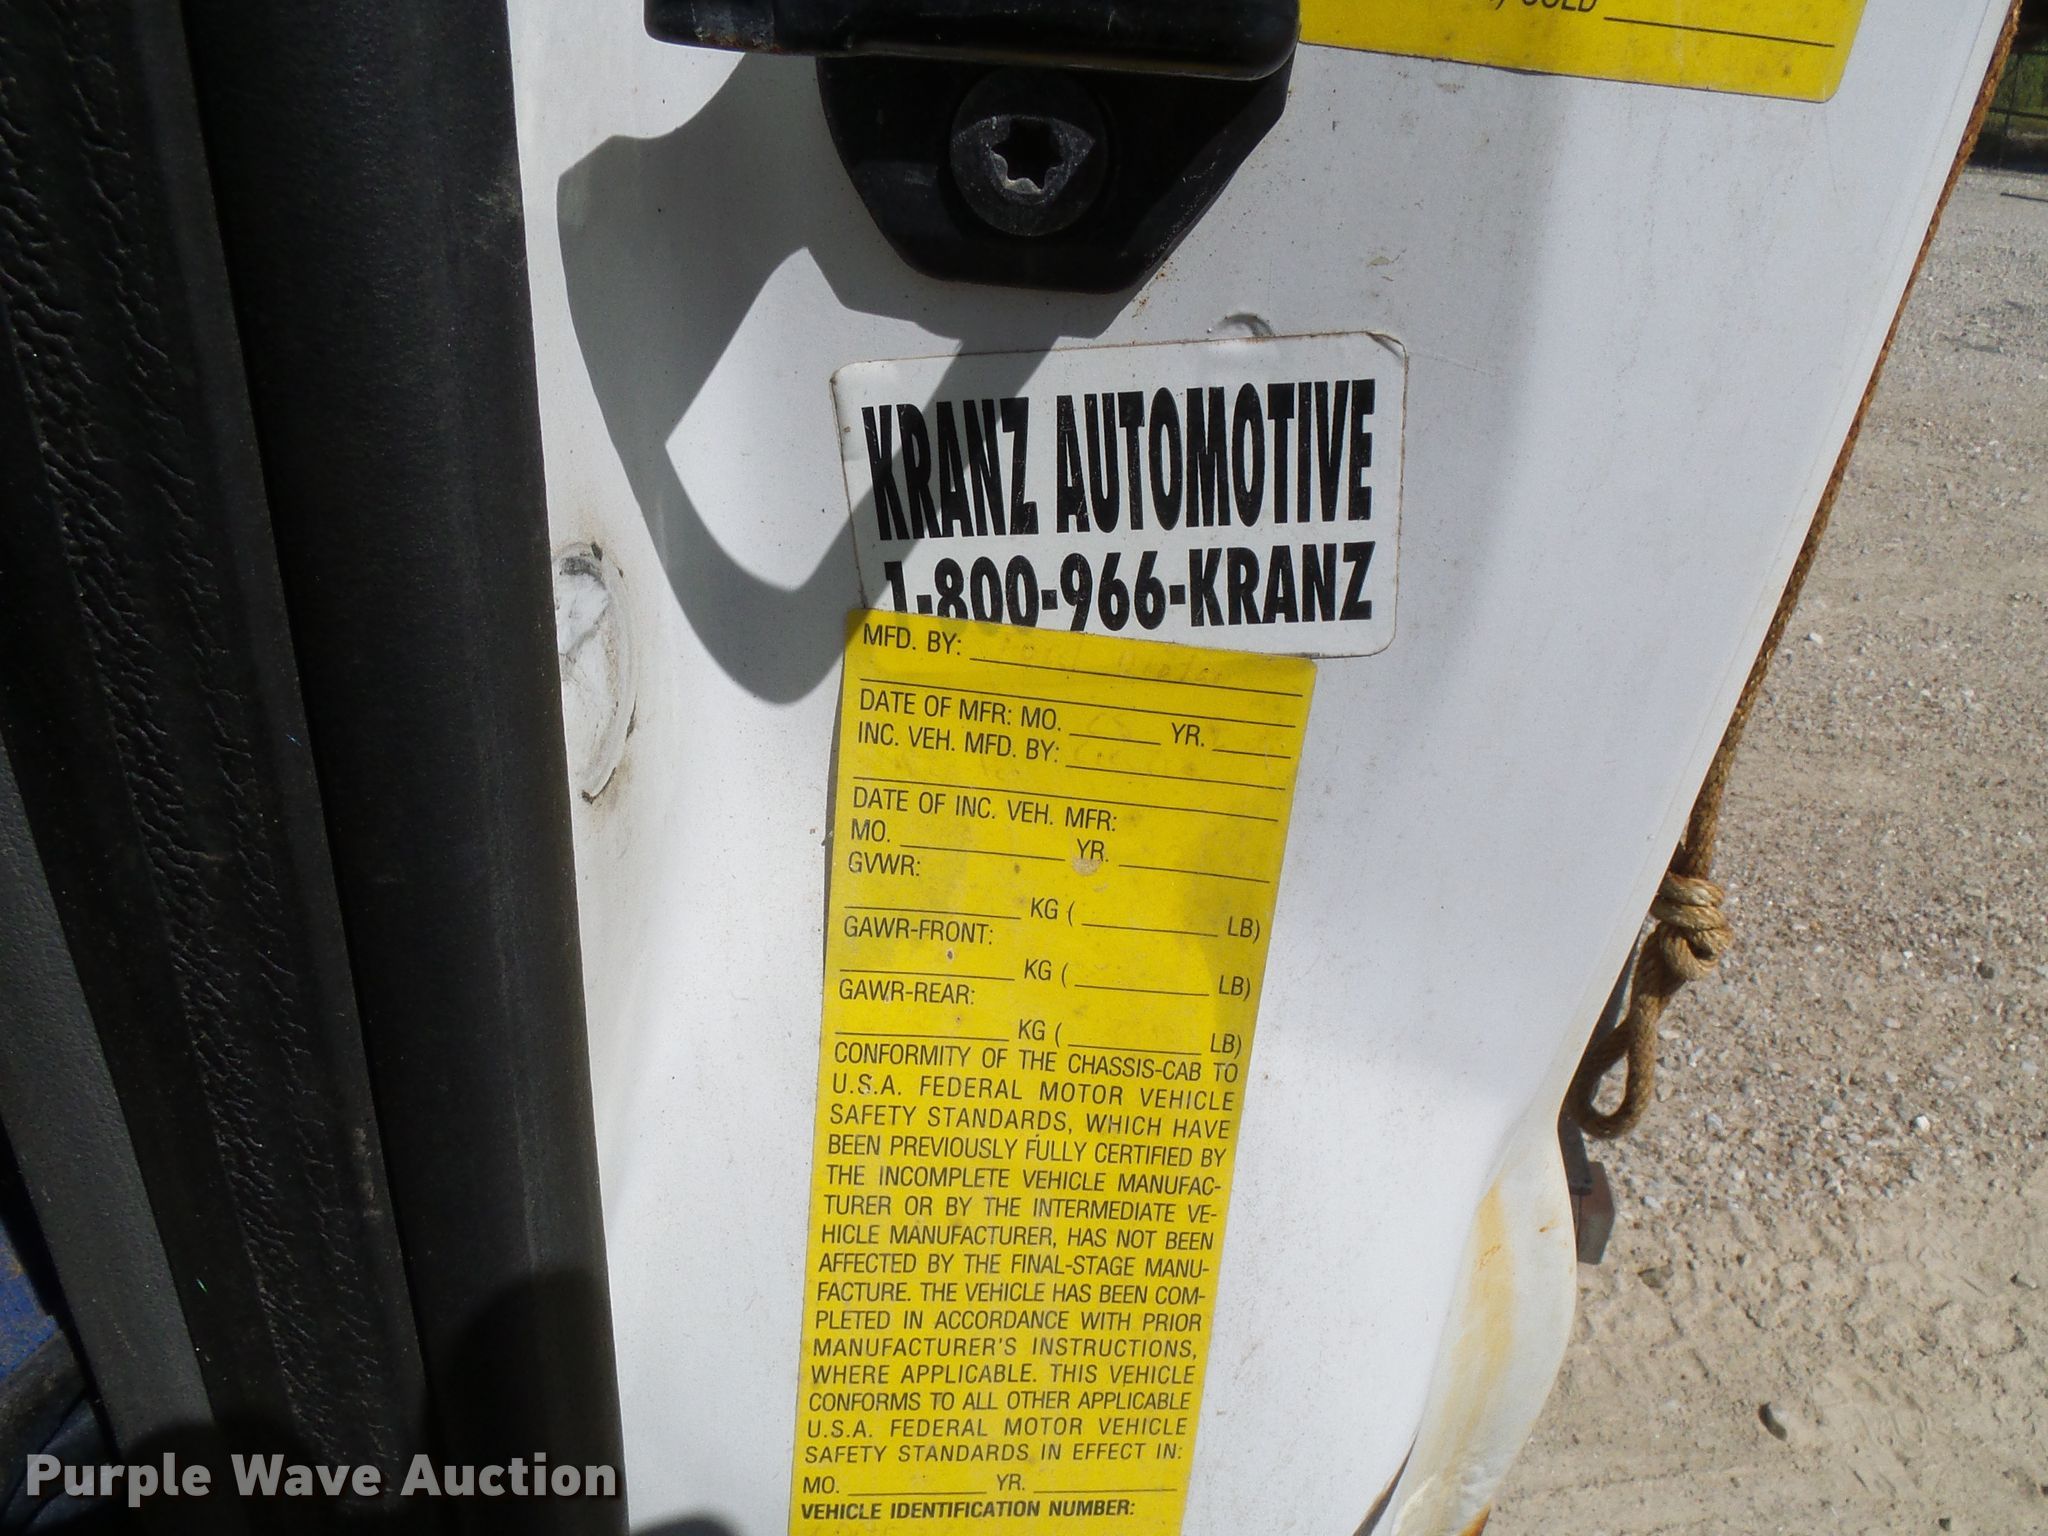 COLD
KRANZ AUTOMOTIVE
1-800-966-KRANZ
MFD. BY:
DATE OF MFR: MO. YR.
INC. VEH. MFD. BY:
DATE OF INC. VEH. MFR:
MO. YR.
GVWR:
KG ( LB)
GAWR-FRONT:
KG ( LB)
GAWR-REAR:
KG ( LB)
CONFORMITY OF THE CHASSIS-CAB TO
U.S.A. FEDERAL MOTOR VEHICLE
SAFETY STANDARDS, WHICH HAVE
BEEN PREVIOUSLY FULLY CERTIFIED BY
THE INCOMPLETE VEHICLE MANUFAC-
TURER OR BY THE INTERMEDIATE VE-
HICLE MANUFACTURER, HAS NOT BEEN
AFFECTED BY THE FINAL-STAGE MANU-
FACTURE. THE VEHICLE HAS BEEN COM-
PLETED IN ACCORDANCE WITH PRIOR
MANUFACTURER'S INSTRUCTIONS,
WHERE APPLICABLE. THIS VEHICLE
CONFORMS TO ALL OTHER APPLICABLE
U.S.A. FEDERAL MOTOR VEHICLE
SAFETY STANDARDS IN EFFECT IN:
MO. YR.
VEHICLE IDENTIFICATION NUMBER:
Purple Wave Auction